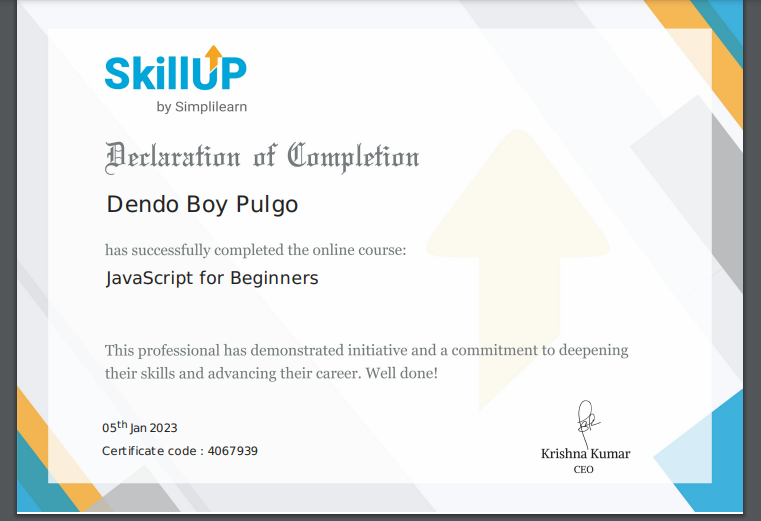 SkillUP
by Simplilearn
Declaration of Completion
Dendo Boy Pulgo
has successfully completed the online course:
JavaScript for Beginners
This professional has demonstrated initiative and a commitment to deepening
their skills and advancing their career. Well done!
05th Jan 2023
Certificate code : 4067939
Krishna Kumar
CEO